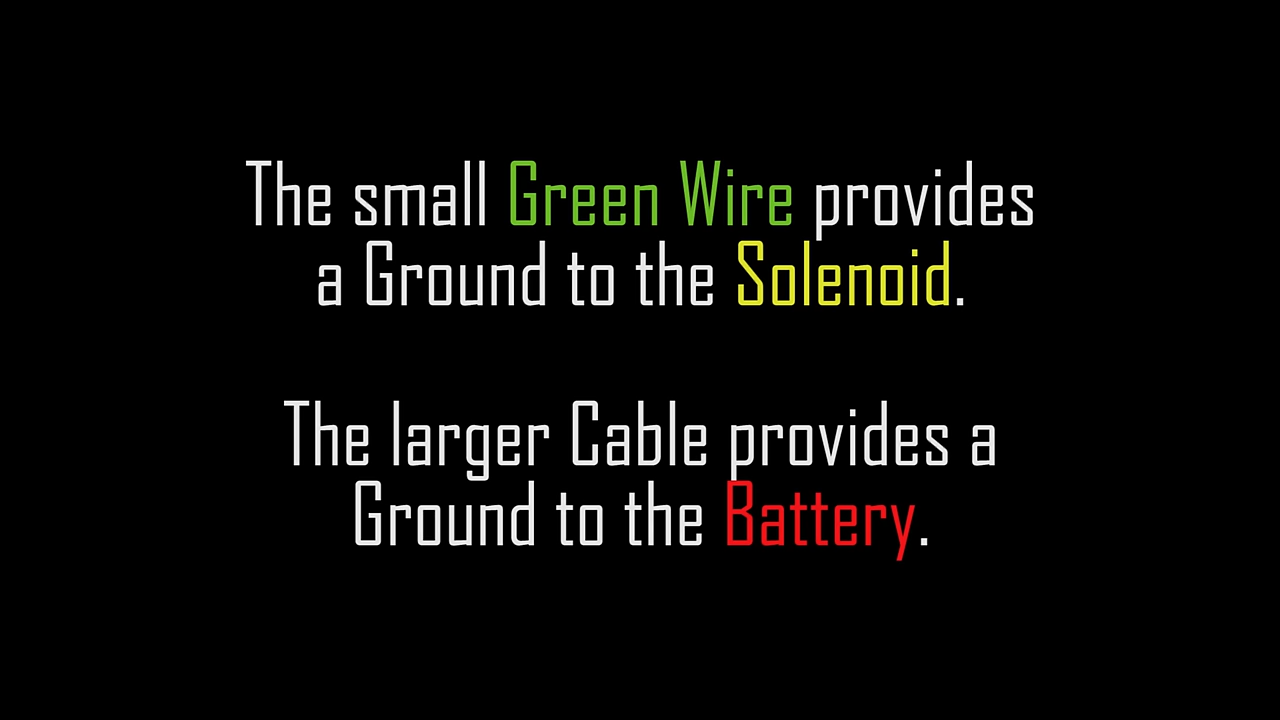 The small Green Wire provides
a Ground to the Solenoid.
The larger Cable provides a
Ground to the Battery.